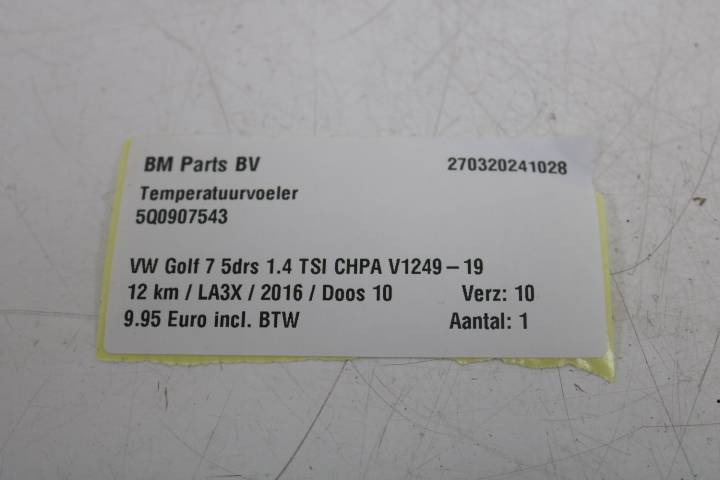 BM Parts BV 270320241028
Temperatuurvoeler
5Q0907543
VW Golf 7 5drs 1.4 TSI CHPA V1249-19
12 km / LA3X / 2016 / Doos 10 Verz: 10
9.95 Euro incl. BTW Aantal: 1